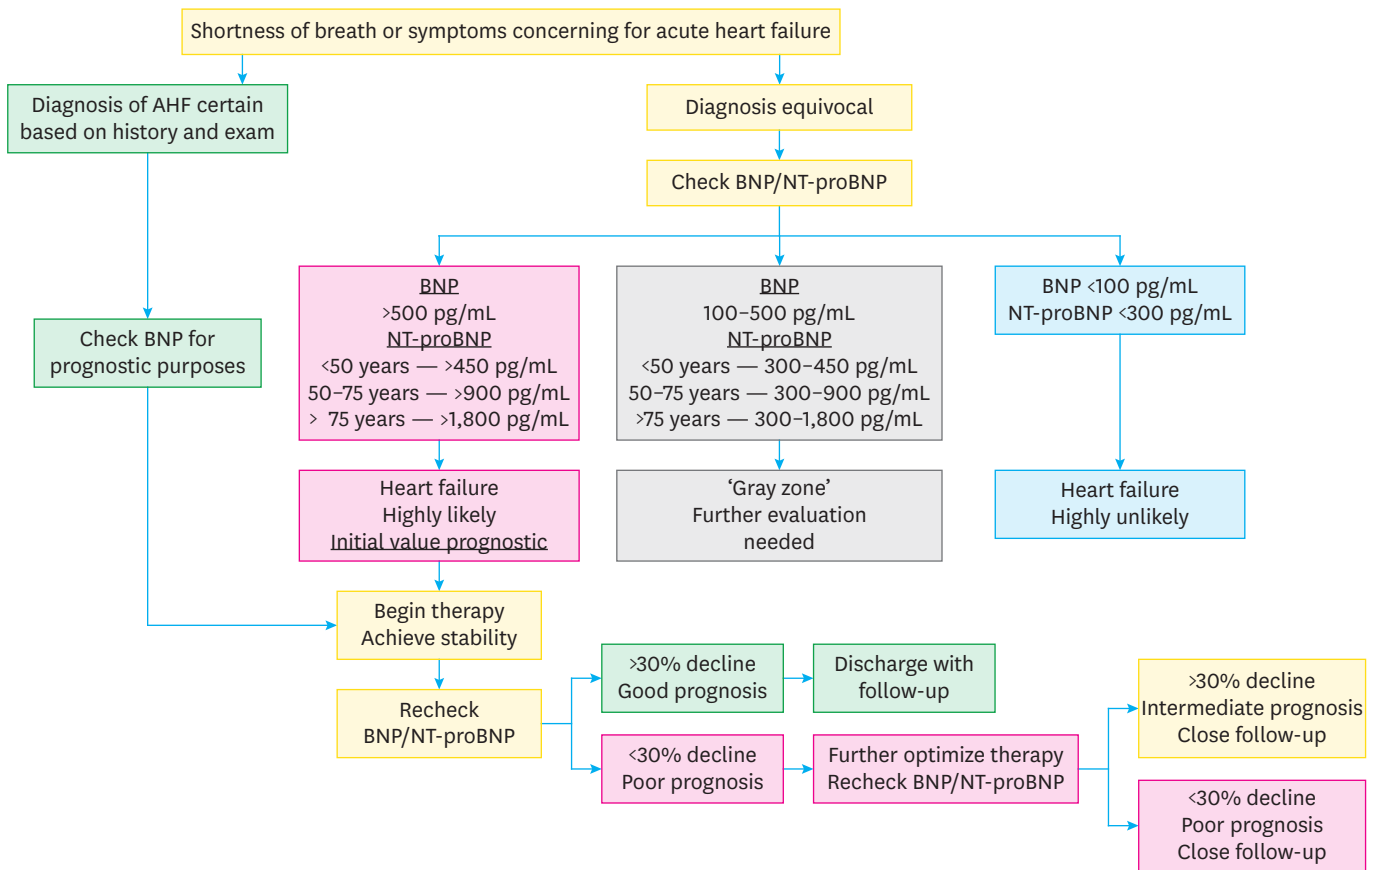 Shortness of breath or symptoms concerning for acute heart failure
Diagnosis of AHF certain
based on history and exam
Diagnosis equivocal
Check BNP/NT-proBNP
BNP
>500 pg/mL
NT-proBNP
<50 years — >450 pg/mL
50–75 years — >900 pg/mL
> 75 years — >1,800 pg/mL
BNP
100–500 pg/mL
NT-proBNP
<50 years — 300–450 pg/mL
50–75 years — 300–900 pg/mL
>75 years — 300–1,800 pg/mL
BNP <100 pg/mL
NT-proBNP <300 pg/mL
Check BNP for
prognostic purposes
Heart failure
Highly likely
Initial value prognostic
‘Gray zone’
Further evaluation
needed
Heart failure
Highly unlikely
Begin therapy
Achieve stability
Recheck
BNP/NT-proBNP
>30% decline
Good prognosis
Discharge with
follow-up
<30% decline
Poor prognosis
Further optimize therapy
Recheck BNP/NT-proBNP
>30% decline
Intermediate prognosis
Close follow-up
<30% decline
Poor prognosis
Close follow-up